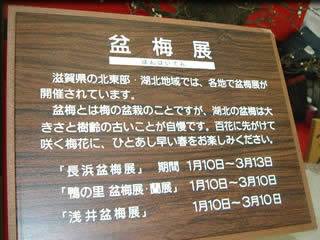 盆梅展
ぼんばいてん
滋賀県の北東部・湖北地域では、各地で盆梅展が
開催されています。
盆梅とは梅の盆栽のことですが、湖北の盆梅は大
きさと樹齢の古いことが自慢です。百花に先がけて
咲く梅花に、ひとあし早い春をお楽しみください。
「長浜盆梅展」 期間 1月10日〜3月13日
「鴨の里 盆梅展・蘭展」 1月10日〜3月10日
「浅井盆梅展」 1月10日〜3月10日